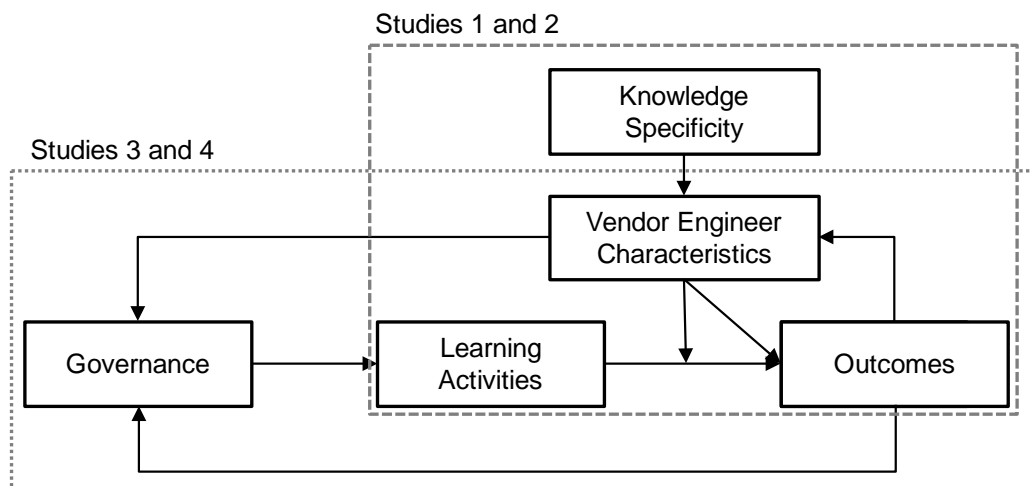 Studies 1 and 2
Knowledge
Specificity
Studies 3 and 4
Vendor Engineer
Characteristics
Governance
Learning
Activities
Outcomes